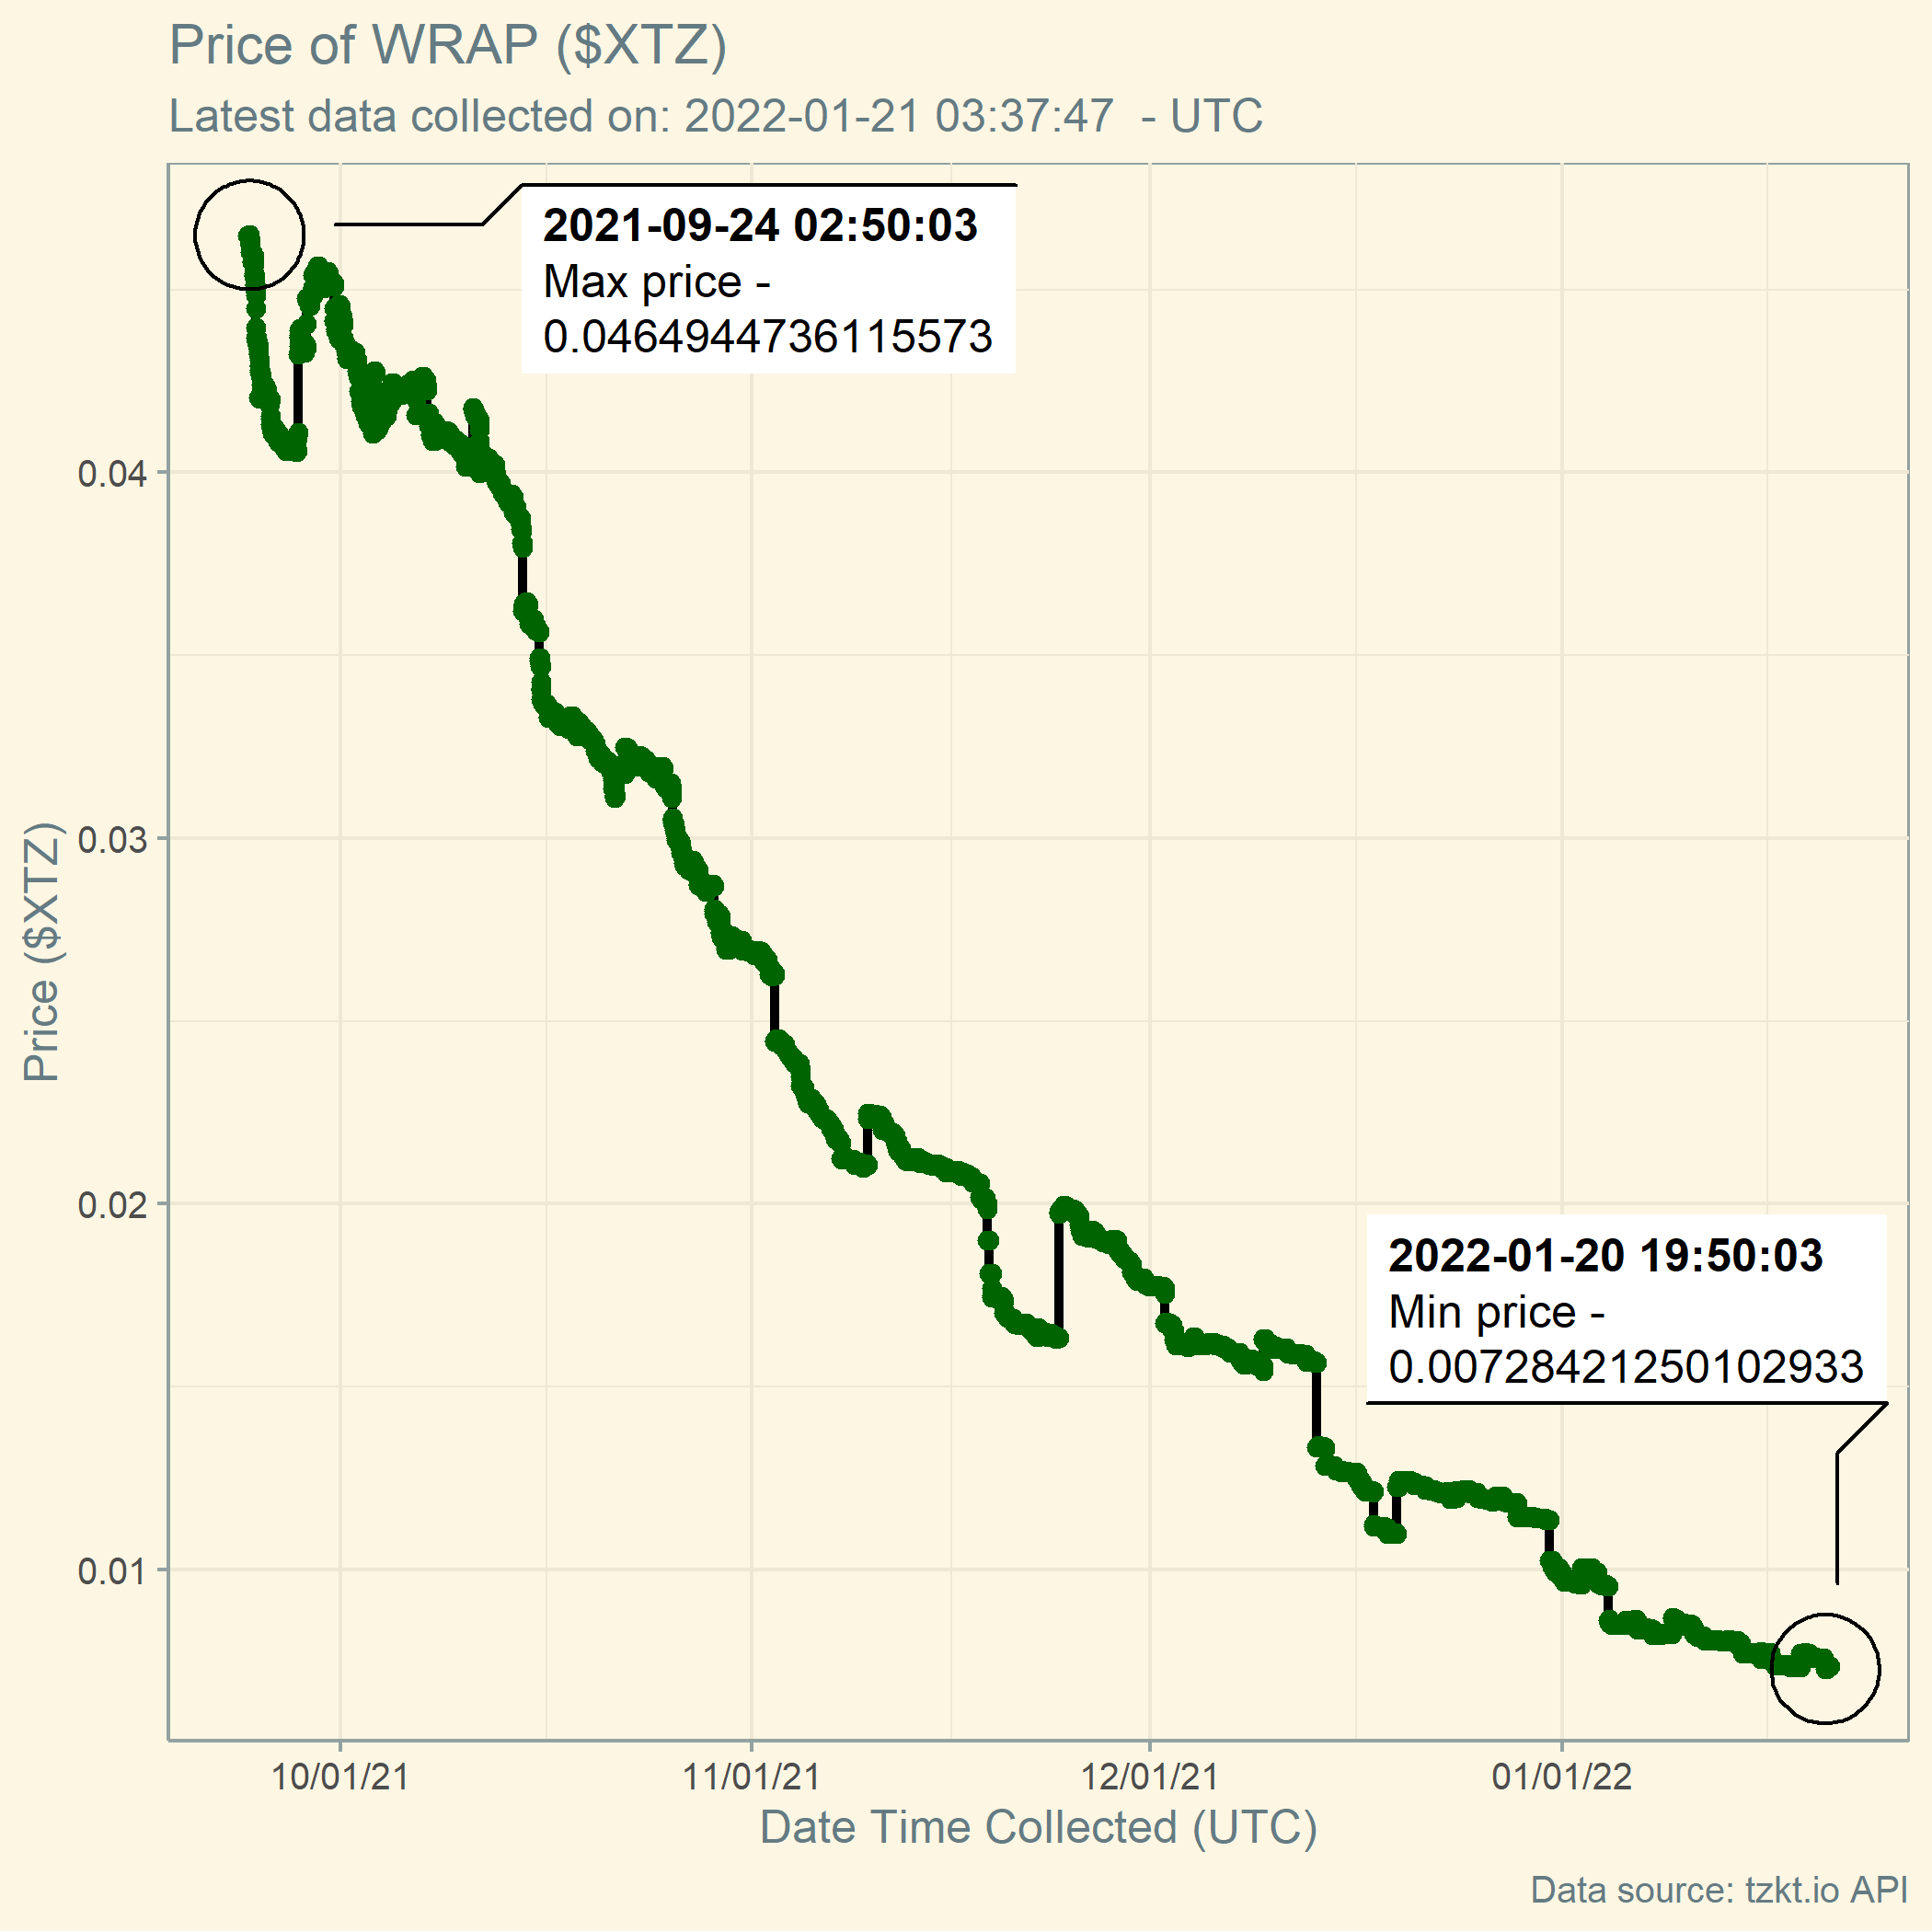 Price of WRAP ($XTZ)
Latest data collected on: 2022-01-21 03:37:47  - UTC
2021-09-24 02:50:03
Max price -
0.0464944736115573
0.04
0.03
0.02
0.01
Price ($XTZ)
2022-01-20 19:50:03
Min price -
0.00728421250102933
10/01/21
11/01/21
12/01/21
01/01/22
Date Time Collected (UTC)
Data source: tzkt.io API